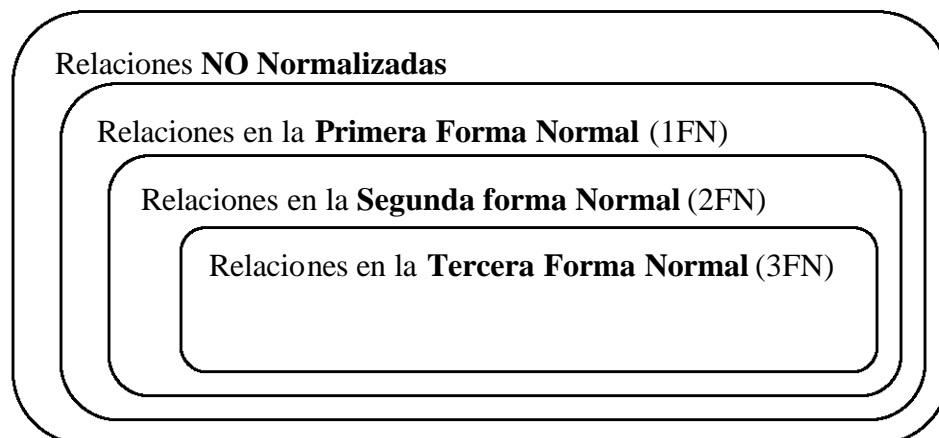 Relaciones NO Normalizadas
Relaciones en la Primera Forma Normal (1FN)
Relaciones en la Segunda forma Normal (2FN)
Relaciones en la Tercera Forma Normal (3FN)